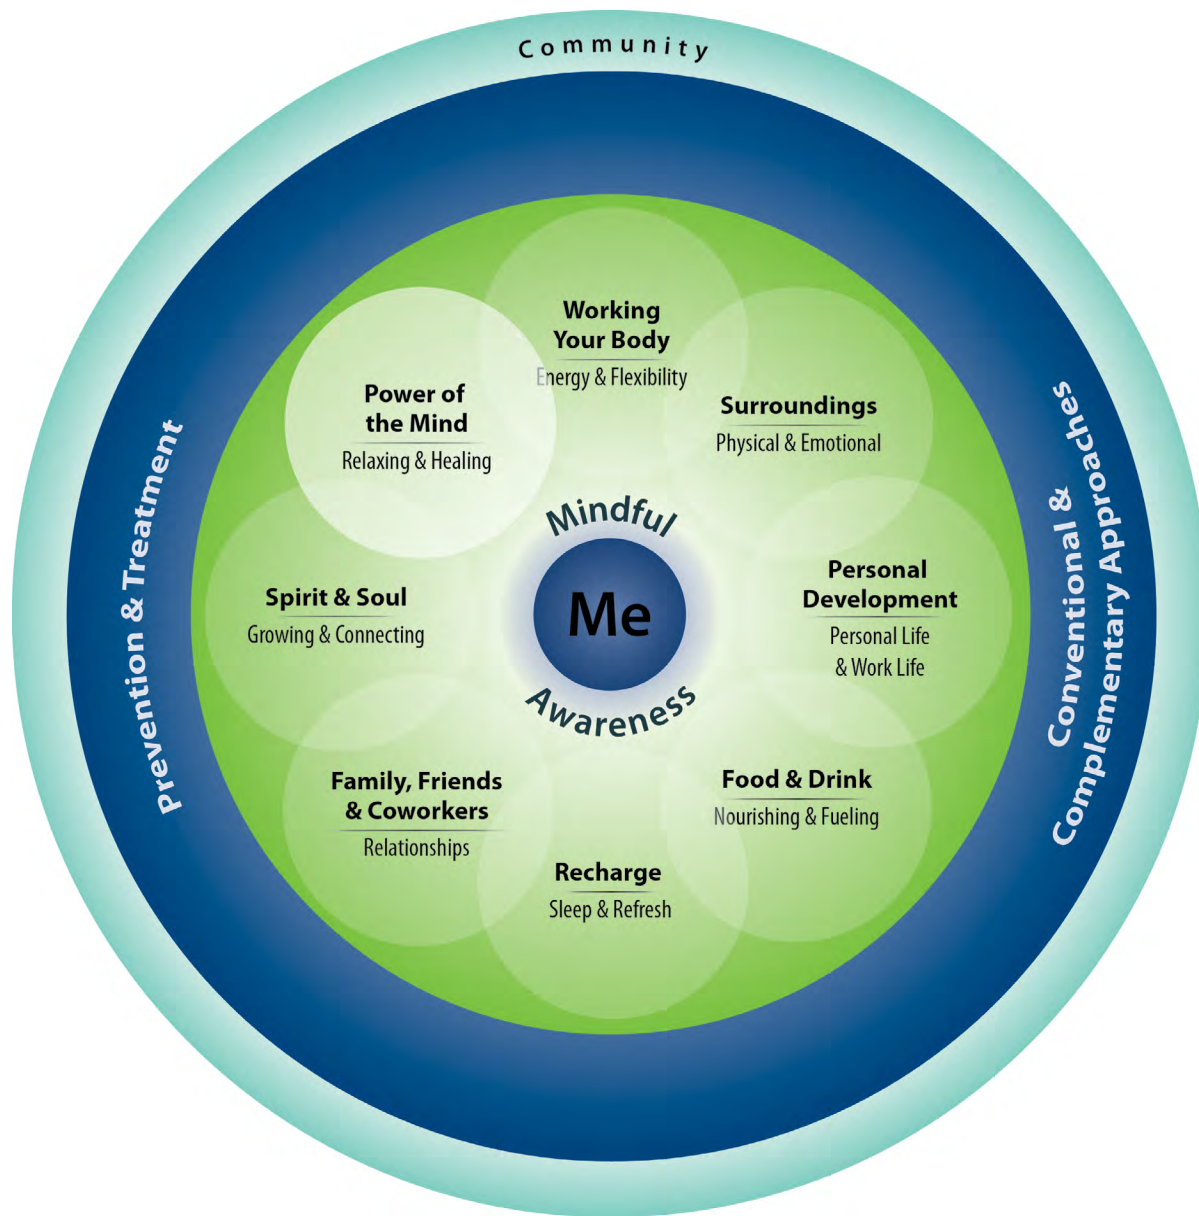 Community
Prevention & Treatment
Conventional &
Complementary Approaches
Working
Your Body
Energy & Flexibility
Surroundings
Physical & Emotional
Personal
Development
Personal Life
& Work Life
Food & Drink
Nourishing & Fueling
Recharge
Sleep & Refresh
Family, Friends
& Coworkers
Relationships
Spirit & Soul
Growing & Connecting
Power of
the Mind
Relaxing & Healing
Mindful
Me
Awareness